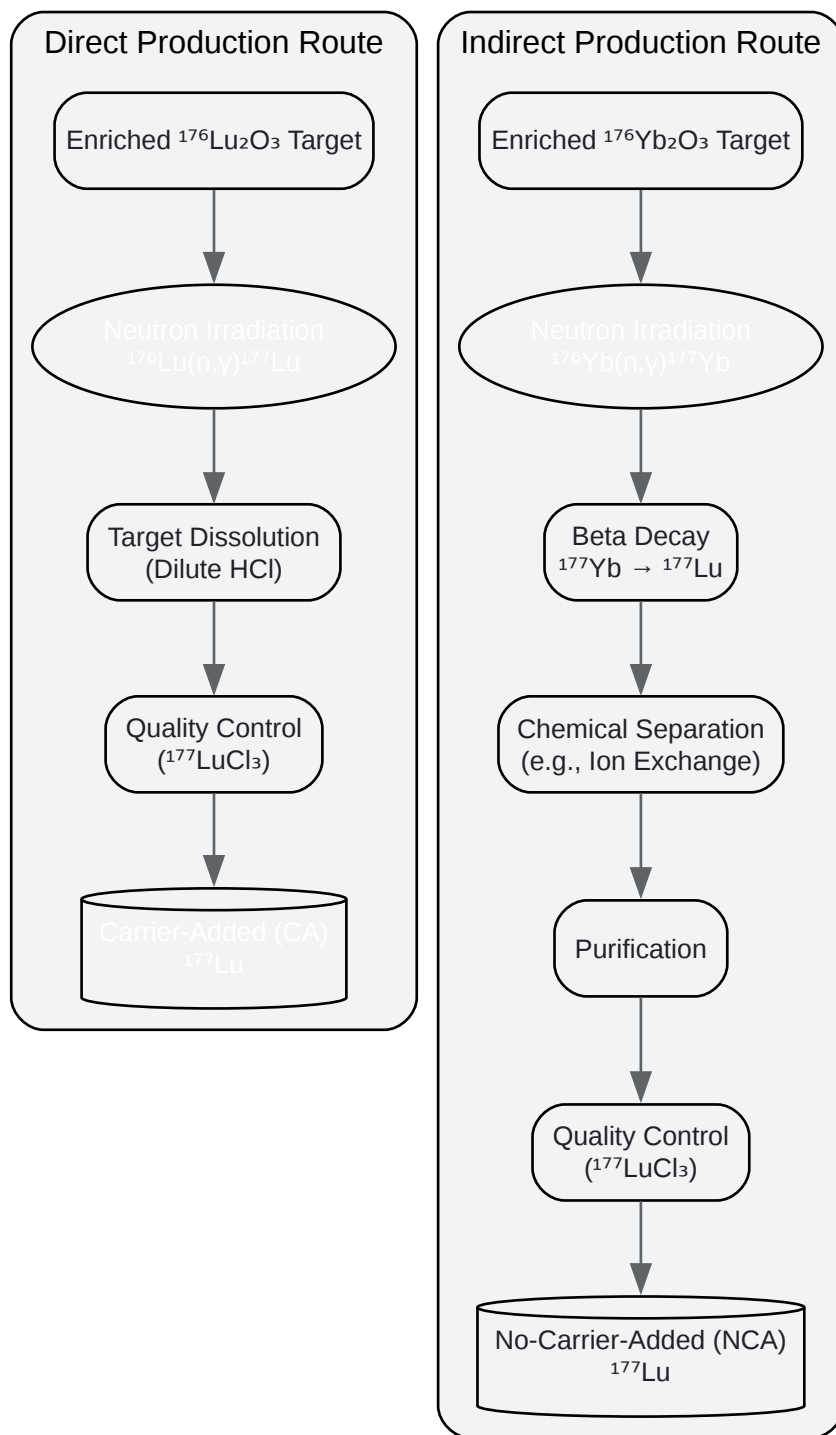 Direct Production Route
Enriched ¹⁷⁶Lu₂O₃ Target
Neutron Irradiation
¹⁷⁶Lu(n,γ)¹⁷⁷Lu
Target Dissolution
(Dilute HCl)
Quality Control
(¹⁷⁷LuCl₃)
Carrier-Added (CA)
¹⁷⁷Lu
Indirect Production Route
Enriched ¹⁷⁶Yb₂O₃ Target
Neutron Irradiation
¹⁷⁶Yb(n,γ)¹⁷⁷Yb
Beta Decay
¹⁷⁷Yb → ¹⁷⁷Lu
Chemical Separation
(e.g., Ion Exchange)
Purification
Quality Control
(¹⁷⁷LuCl₃)
No-Carrier-Added (NCA)
¹⁷⁷Lu